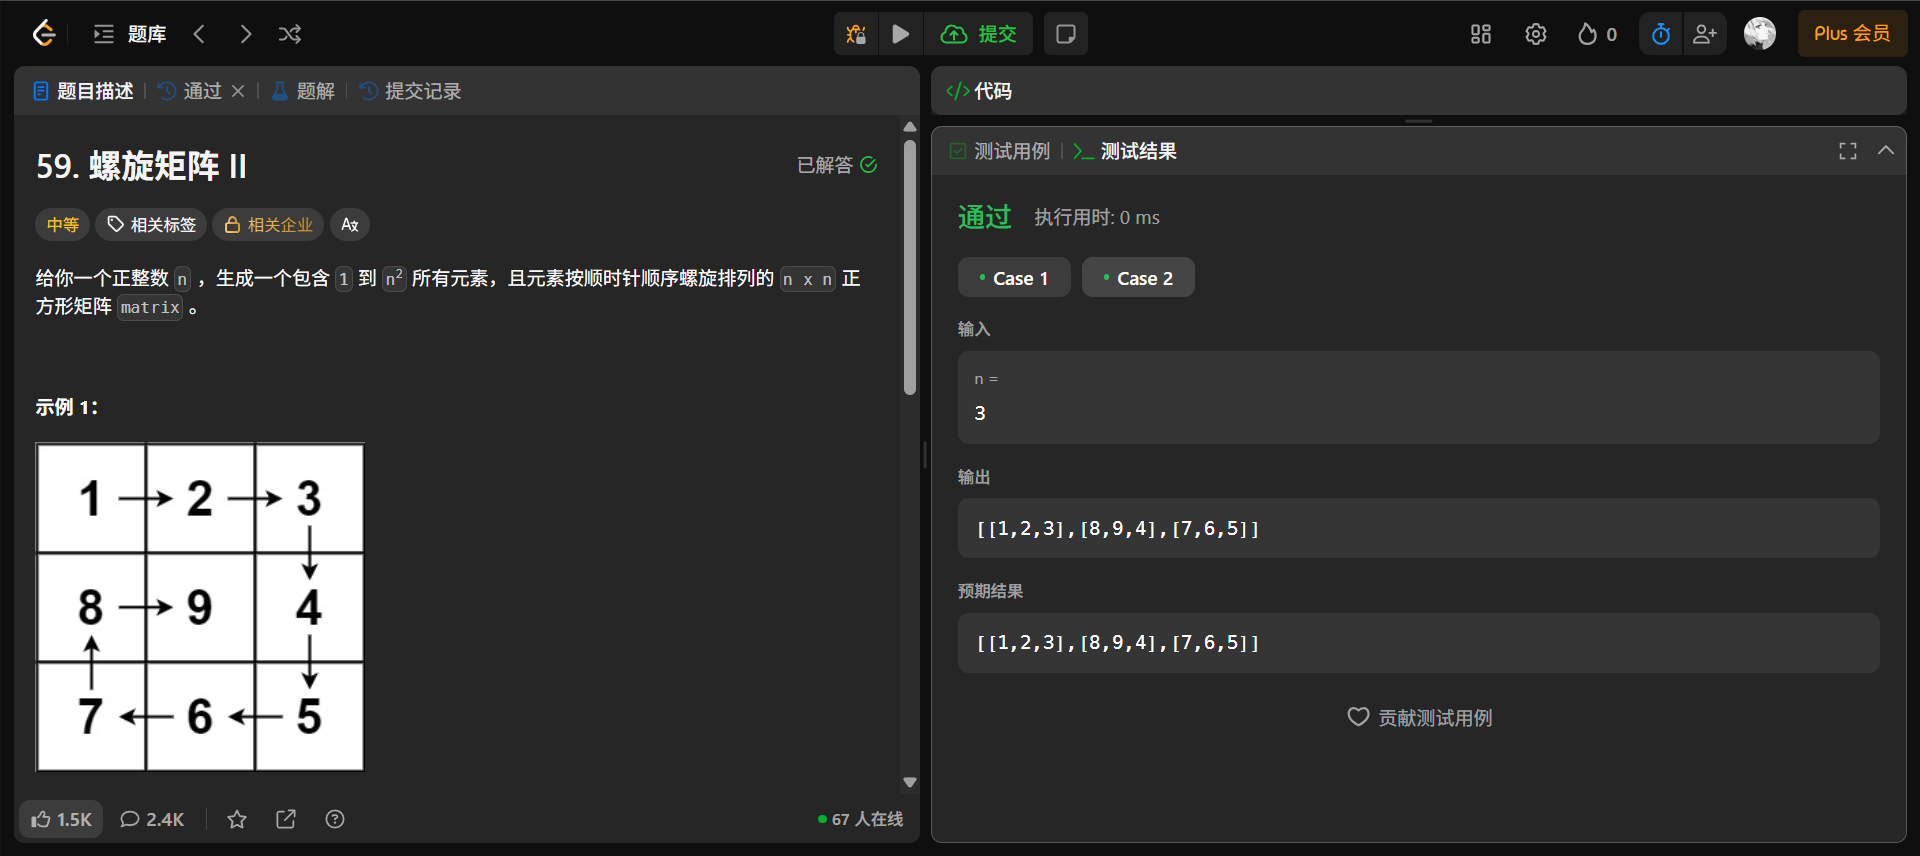 题库
提交
0
Plus 会员
题目描述
通过
题解
提交记录
59. 螺旋矩阵 II
已解答
中等
相关标签
相关企业
给你一个正整数 n ，生成一个包含 1 到 n² 所有元素，且元素按顺时针顺序螺旋排列的 n x n 正
方形矩阵 matrix 。
示例 1：
1 2 3
8 9 4
7 6 5
1.5K
2.4K
67 人在线
</> 代码
测试用例
>_ 测试结果
通过
执行用时: 0 ms
• Case 1
• Case 2
输入
n =
3
输出
[[1,2,3],[8,9,4],[7,6,5]]
预期结果
[[1,2,3],[8,9,4],[7,6,5]]
贡献测试用例